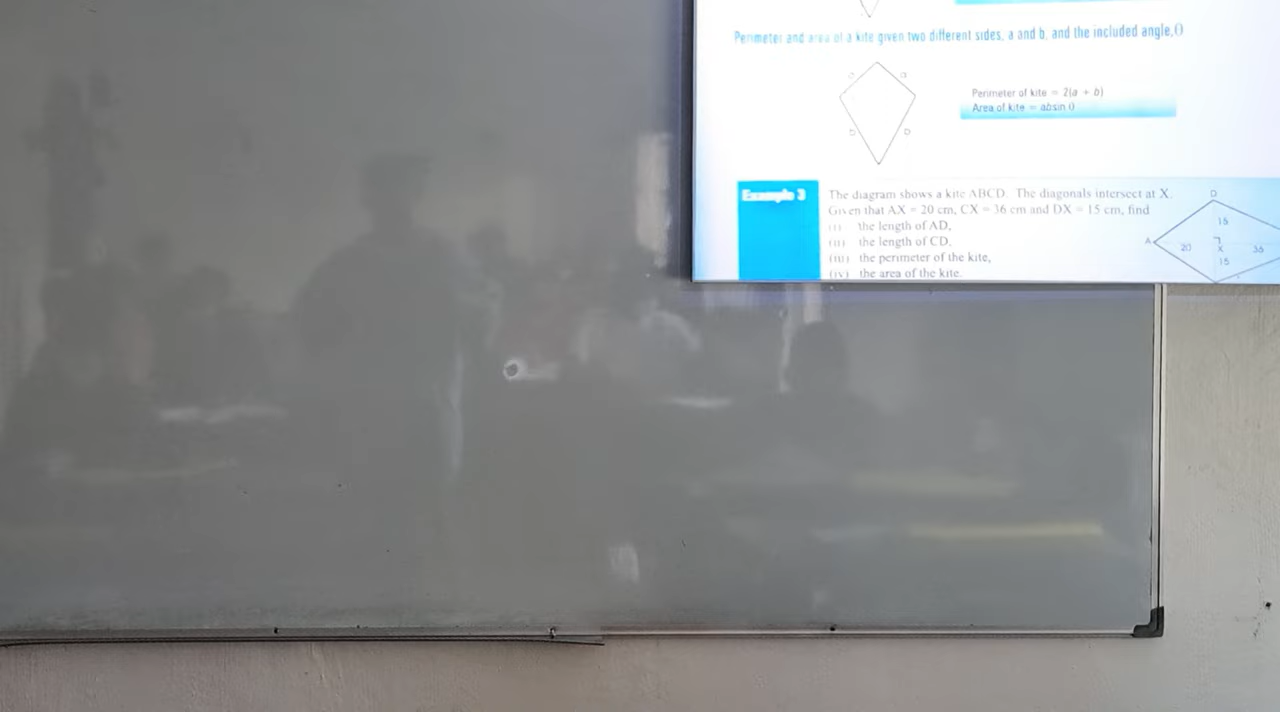 Perimeter and area of a kite given two different sides, a and b, and the included angle, θ
a
b
b
Perimeter of kite = 2(a + b)
Area of kite = absin θ
Example 3
The diagram shows a kite ABCD. The diagonals intersect at X.
Given that AX = 20 cm, CX = 36 cm and DX = 15 cm, find
(i) the length of AD,
(ii) the length of CD,
(iii) the perimeter of the kite,
(iv) the area of the kite.
D
15
A
20
X
36
15